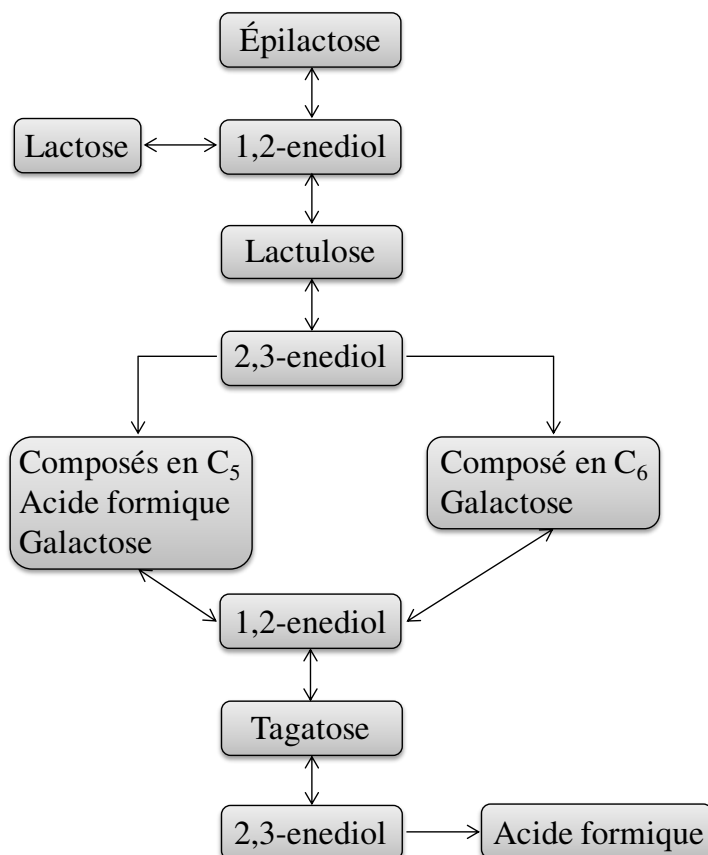 Épilactose
Lactose
1,2-enediol
Lactulose
2,3-enediol
Composés en C₅
Acide formique
Galactose
Composé en C₆
Galactose
1,2-enediol
Tagatose
2,3-enediol
Acide formique